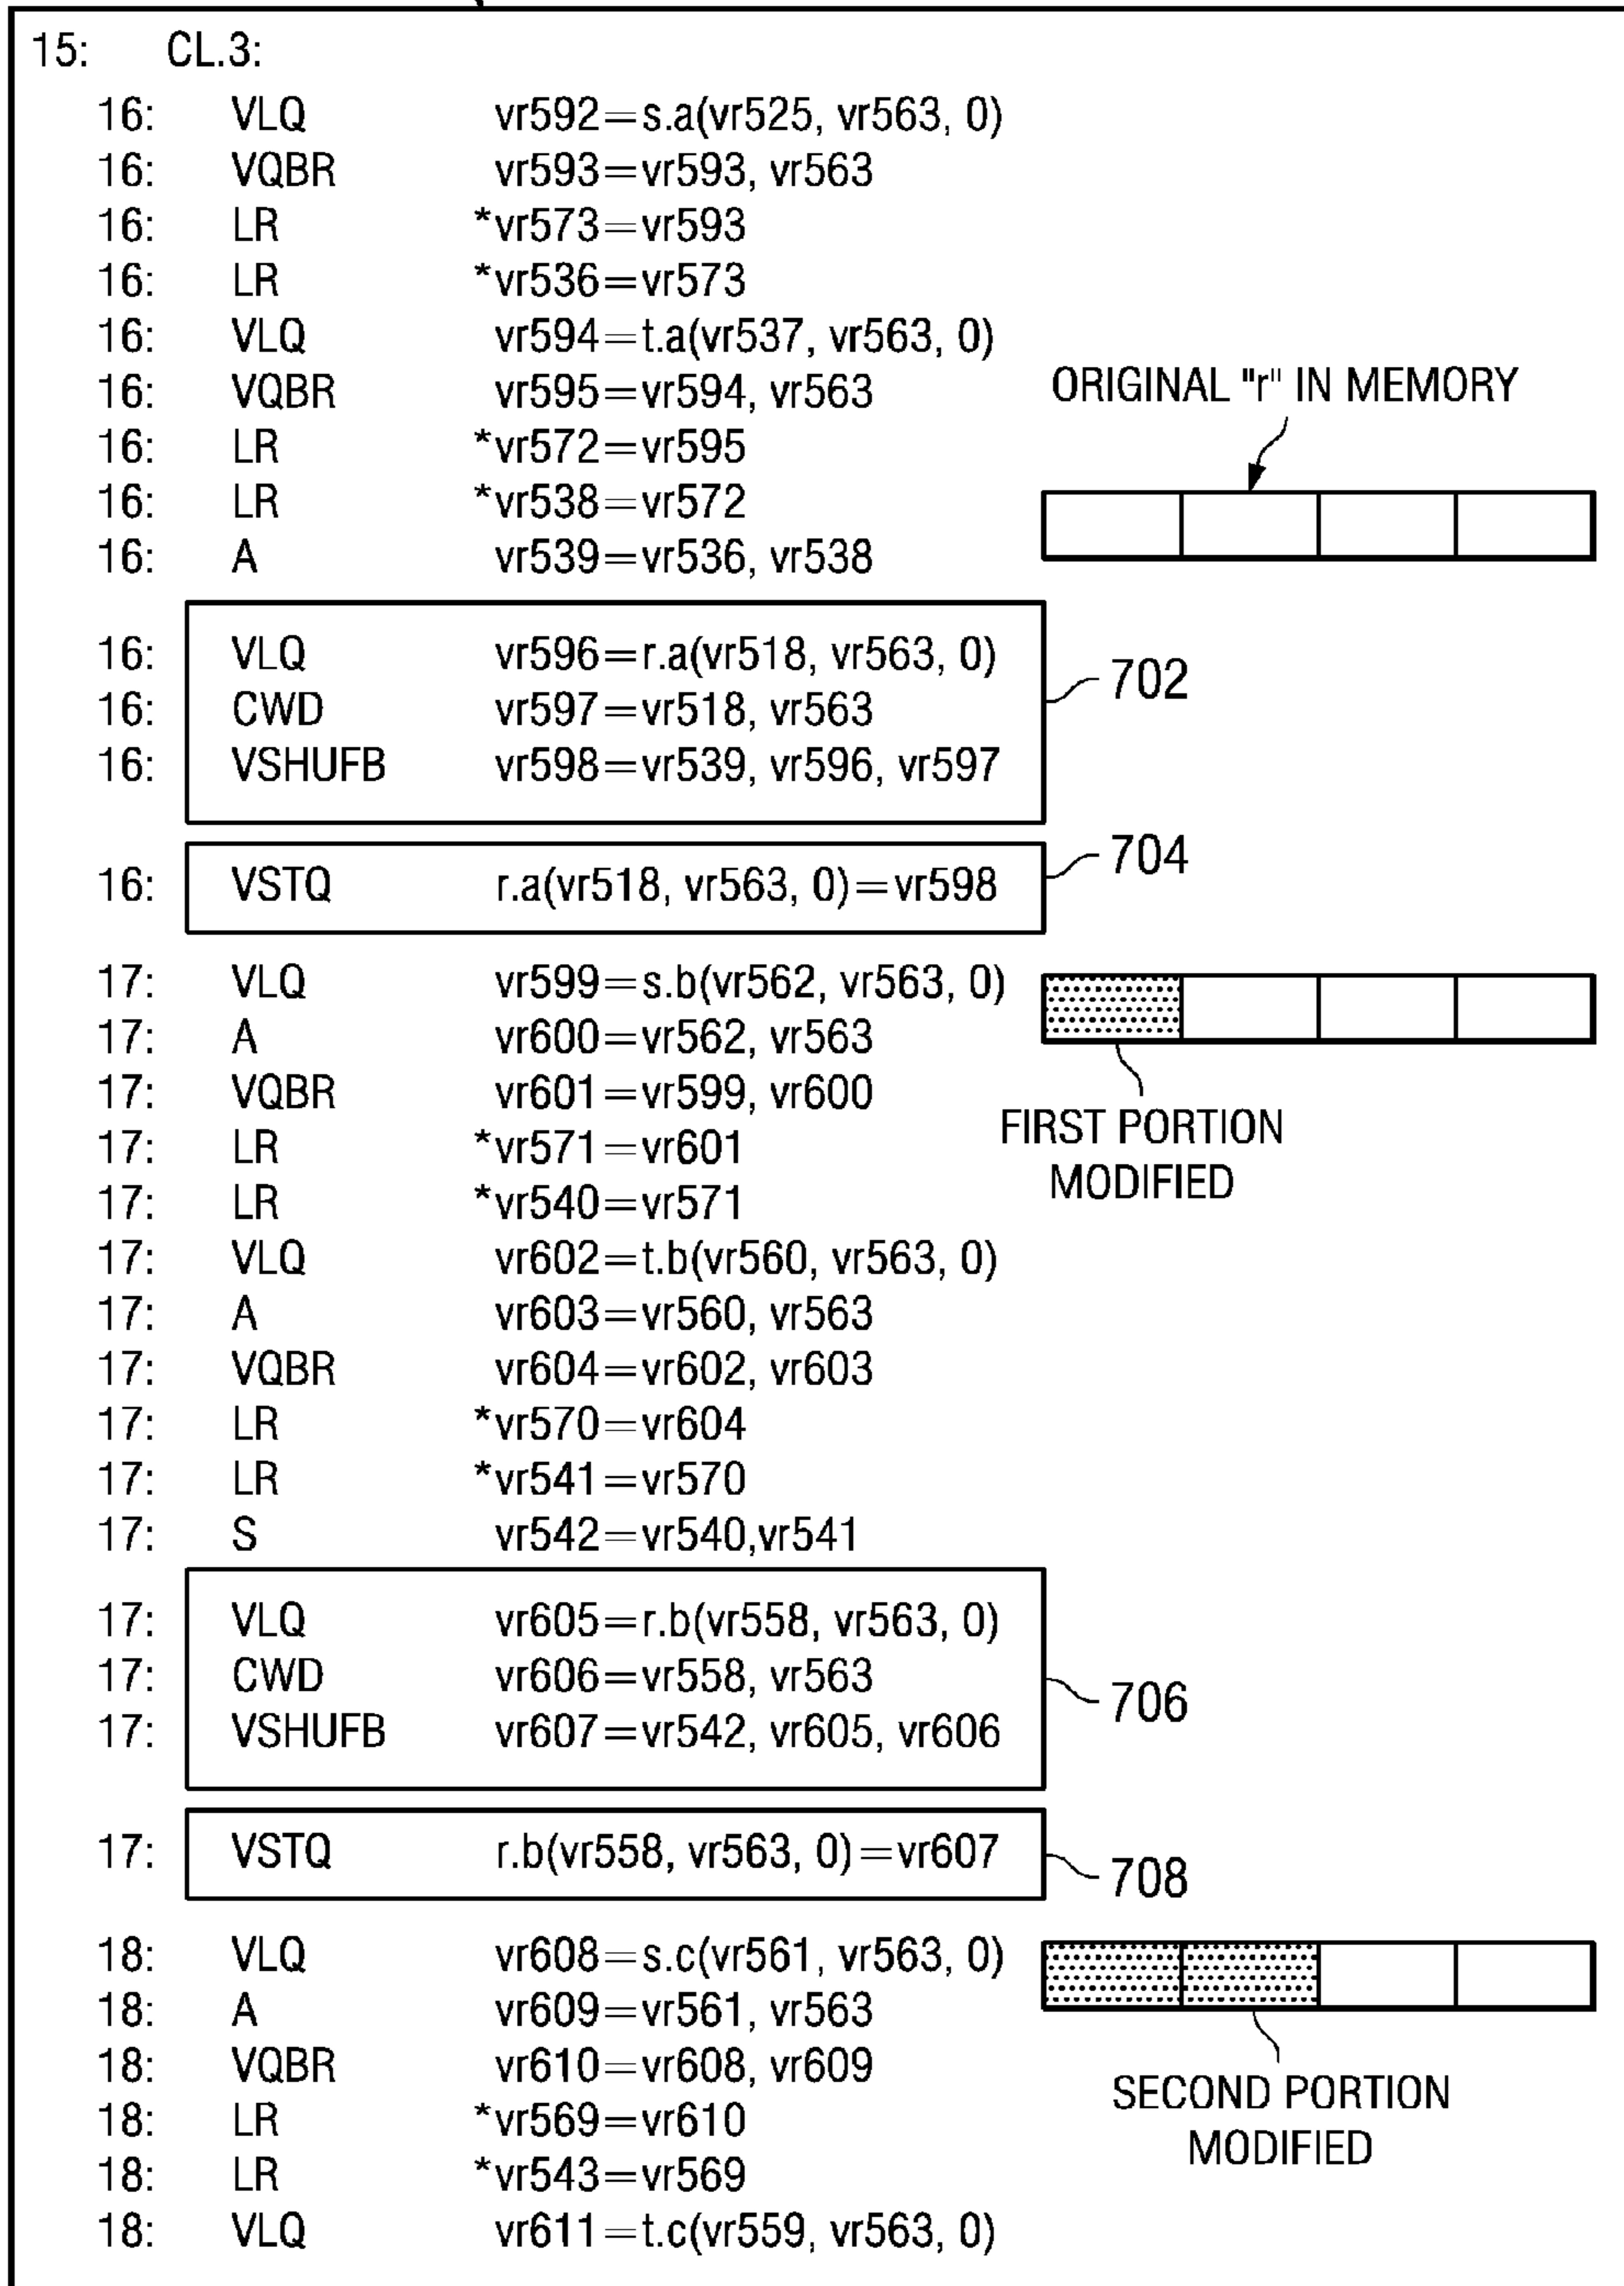 15: CL.3:
16: VLQ vr592=s.a(vr525, vr563, 0)
16: VQBR vr593=vr593, vr563
16: LR *vr573=vr593
16: LR *vr536=vr573
16: VLQ vr594=t.a(vr537, vr563, 0)
16: VQBR vr595=vr594, vr563
ORIGINAL "r" IN MEMORY
16: LR *vr572=vr595
16: LR *vr538=vr572
16: A vr539=vr536, vr538
16: VLQ vr596=r.a(vr518, vr563, 0)
16: CWD vr597=vr518, vr563
16: VSHUFB vr598=vr539, vr596, vr597
702
16: VSTQ r.a(vr518, vr563, 0)=vr598
704
17: VLQ vr599=s.b(vr562, vr563, 0)
17: A vr600=vr562, vr563
17: VQBR vr601=vr599, vr600
17: LR *vr571=vr601
17: LR *vr540=vr571
FIRST PORTION
MODIFIED
17: VLQ vr602=t.b(vr560, vr563, 0)
17: A vr603=vr560, vr563
17: VQBR vr604=vr602, vr603
17: LR *vr570=vr604
17: LR *vr541=vr570
17: S vr542=vr540,vr541
17: VLQ vr605=r.b(vr558, vr563, 0)
17: CWD vr606=vr558, vr563
17: VSHUFB vr607=vr542, vr605, vr606
706
17: VSTQ r.b(vr558, vr563, 0)=vr607
708
18: VLQ vr608=s.c(vr561, vr563, 0)
18: A vr609=vr561, vr563
18: VQBR vr610=vr608, vr609
18: LR *vr569=vr610
18: LR *vr543=vr569
SECOND PORTION
MODIFIED
18: VLQ vr611=t.c(vr559, vr563, 0)